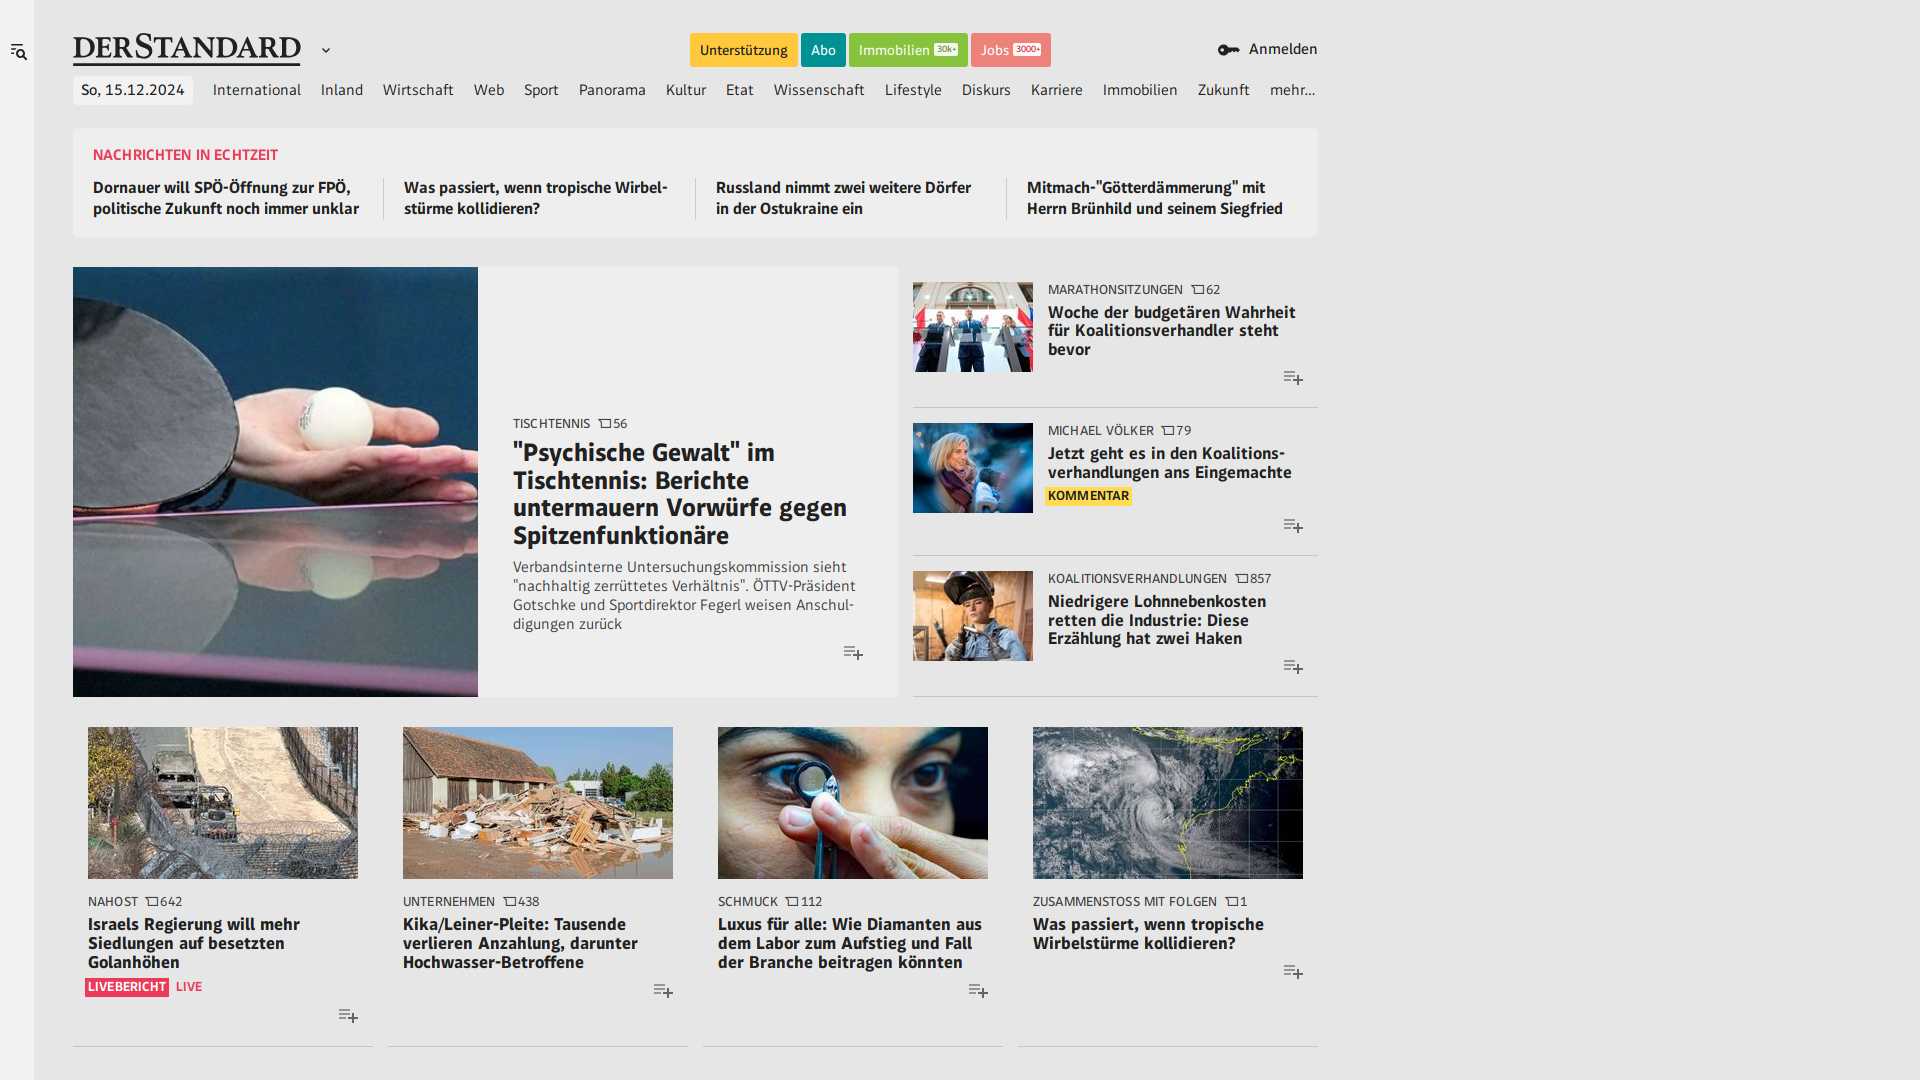 DERSTANDARD
Unterstützung
Abo
Immobilien 30k+
Jobs 3000+
Anmelden
So, 15.12.2024
International
Inland
Wirtschaft
Web
Sport
Panorama
Kultur
Etat
Wissenschaft
Lifestyle
Diskurs
Karriere
Immobilien
Zukunft
mehr...
NACHRICHTEN IN ECHTZEIT
Dornauer will SPÖ-Öffnung zur FPÖ,
politische Zukunft noch immer unklar
Was passiert, wenn tropische Wirbel-
stürme kollidieren?
Russland nimmt zwei weitere Dörfer
in der Ostukraine ein
Mitmach-"Götterdämmerung" mit
Herrn Brünhild und seinem Siegfried
TISCHTENNIS 56
"Psychische Gewalt" im
Tischtennis: Berichte
untermauern Vorwürfe gegen
Spitzenfunktionäre
Verbandsinterne Untersuchungskommission sieht
"nachhaltig zerrüttetes Verhältnis". ÖTTV-Präsident
Gotschke und Sportdirektor Fegerl weisen Anschul-
digungen zurück
MARATHONSITZUNGEN 62
Woche der budgetären Wahrheit
für Koalitionsverhandler steht
bevor
MICHAEL VÖLKER 79
Jetzt geht es in den Koalitions-
verhandlungen ans Eingemachte
KOMMENTAR
KOALITIONSVERHANDLUNGEN 857
Niedrigere Lohnnebenkosten
retten die Industrie: Diese
Erzählung hat zwei Haken
NAHOST 642
Israels Regierung will mehr
Siedlungen auf besetzten
Golanhöhen
LIVEBERICHT LIVE
UNTERNEHMEN 438
Kika/Leiner-Pleite: Tausende
verlieren Anzahlung, darunter
Hochwasser-Betroffene
SCHMUCK 112
Luxus für alle: Wie Diamanten aus
dem Labor zum Aufstieg und Fall
der Branche beitragen könnten
ZUSAMMENSTOSS MIT FOLGEN 1
Was passiert, wenn tropische
Wirbelstürme kollidieren?